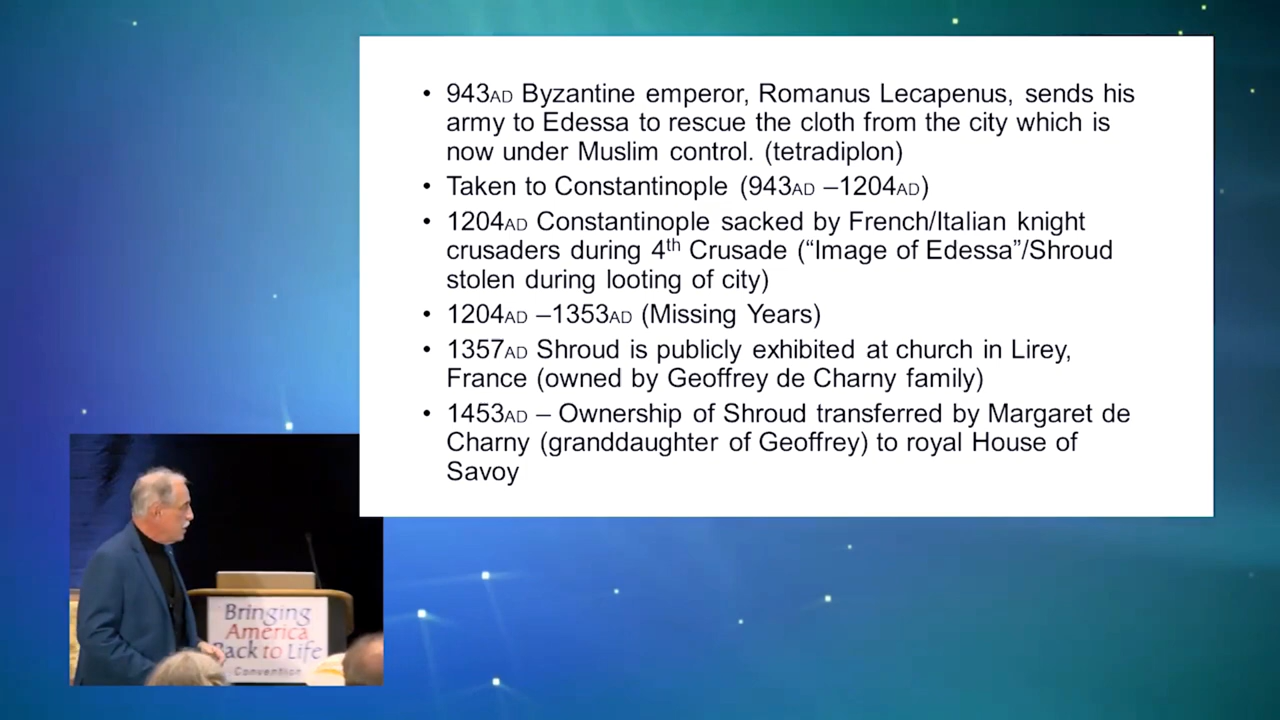 • 943AD Byzantine emperor, Romanus Lecapenus, sends his
army to Edessa to rescue the cloth from the city which is
now under Muslim control. (tetradiplon)
• Taken to Constantinople (943AD –1204AD)
• 1204AD Constantinople sacked by French/Italian knight
crusaders during 4th Crusade (“Image of Edessa”/Shroud
stolen during looting of city)
• 1204AD –1353AD (Missing Years)
• 1357AD Shroud is publicly exhibited at church in Lirey,
France (owned by Geoffrey de Charny family)
• 1453AD – Ownership of Shroud transferred by Margaret de
Charny (granddaughter of Geoffrey) to royal House of
Savoy
Bringing
America
Back to Life
Convention